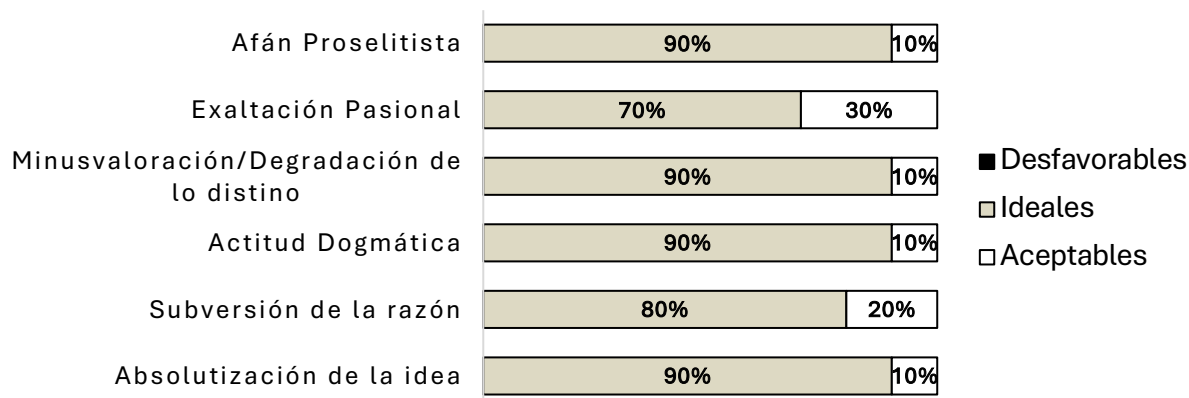 Afán Proselitista
90%
10%
Exaltación Pasional
70%
30%
Minusvaloración/Degradación de
lo distino
90%
10%
Actitud Dogmática
90%
10%
Subversión de la razón
80%
20%
Absolutización de la idea
90%
10%
Desfavorables
Ideales
Aceptables